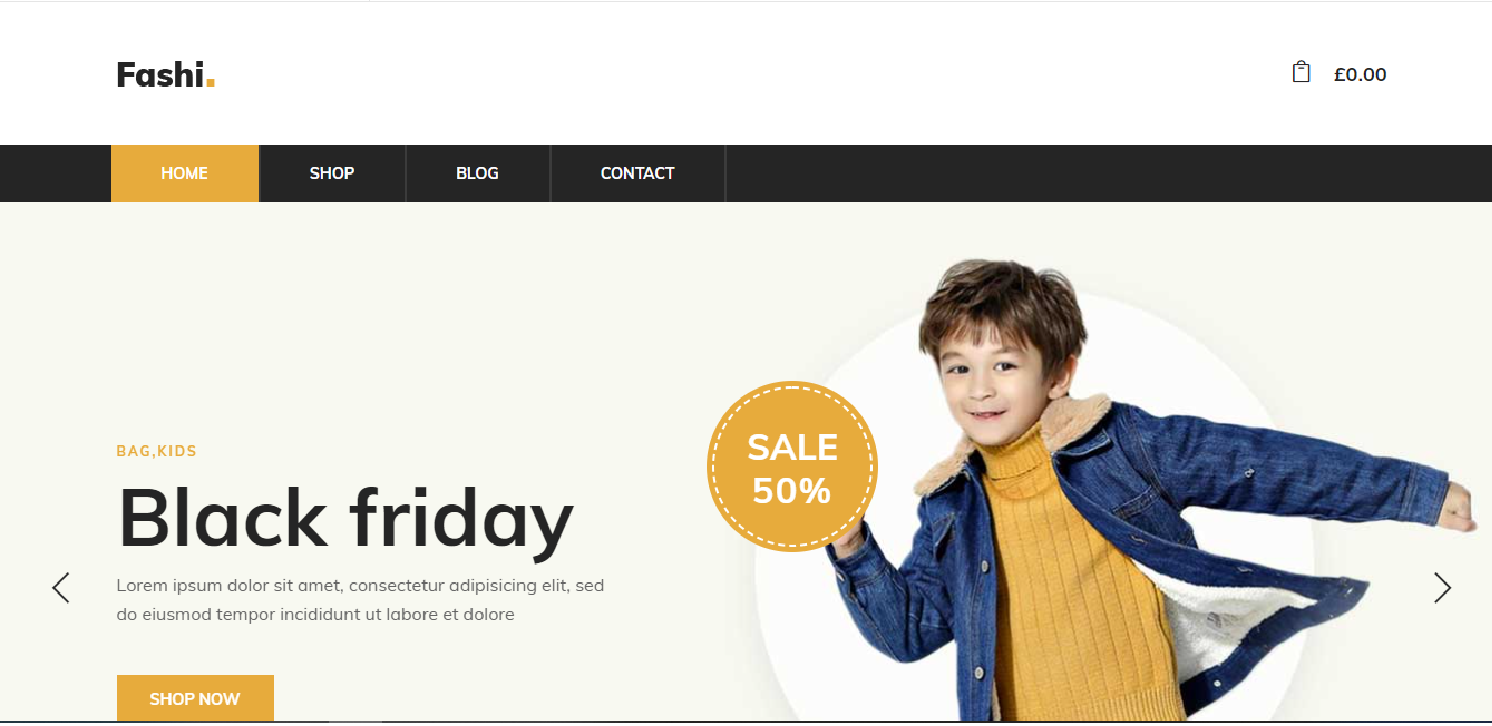 Fashi.
£0.00
HOME
SHOP
BLOG
CONTACT
BAG,KIDS
Black friday
Lorem ipsum dolor sit amet, consectetur adipisicing elit, sed
do eiusmod tempor incididunt ut labore et dolore
SHOP NOW
SALE
50%